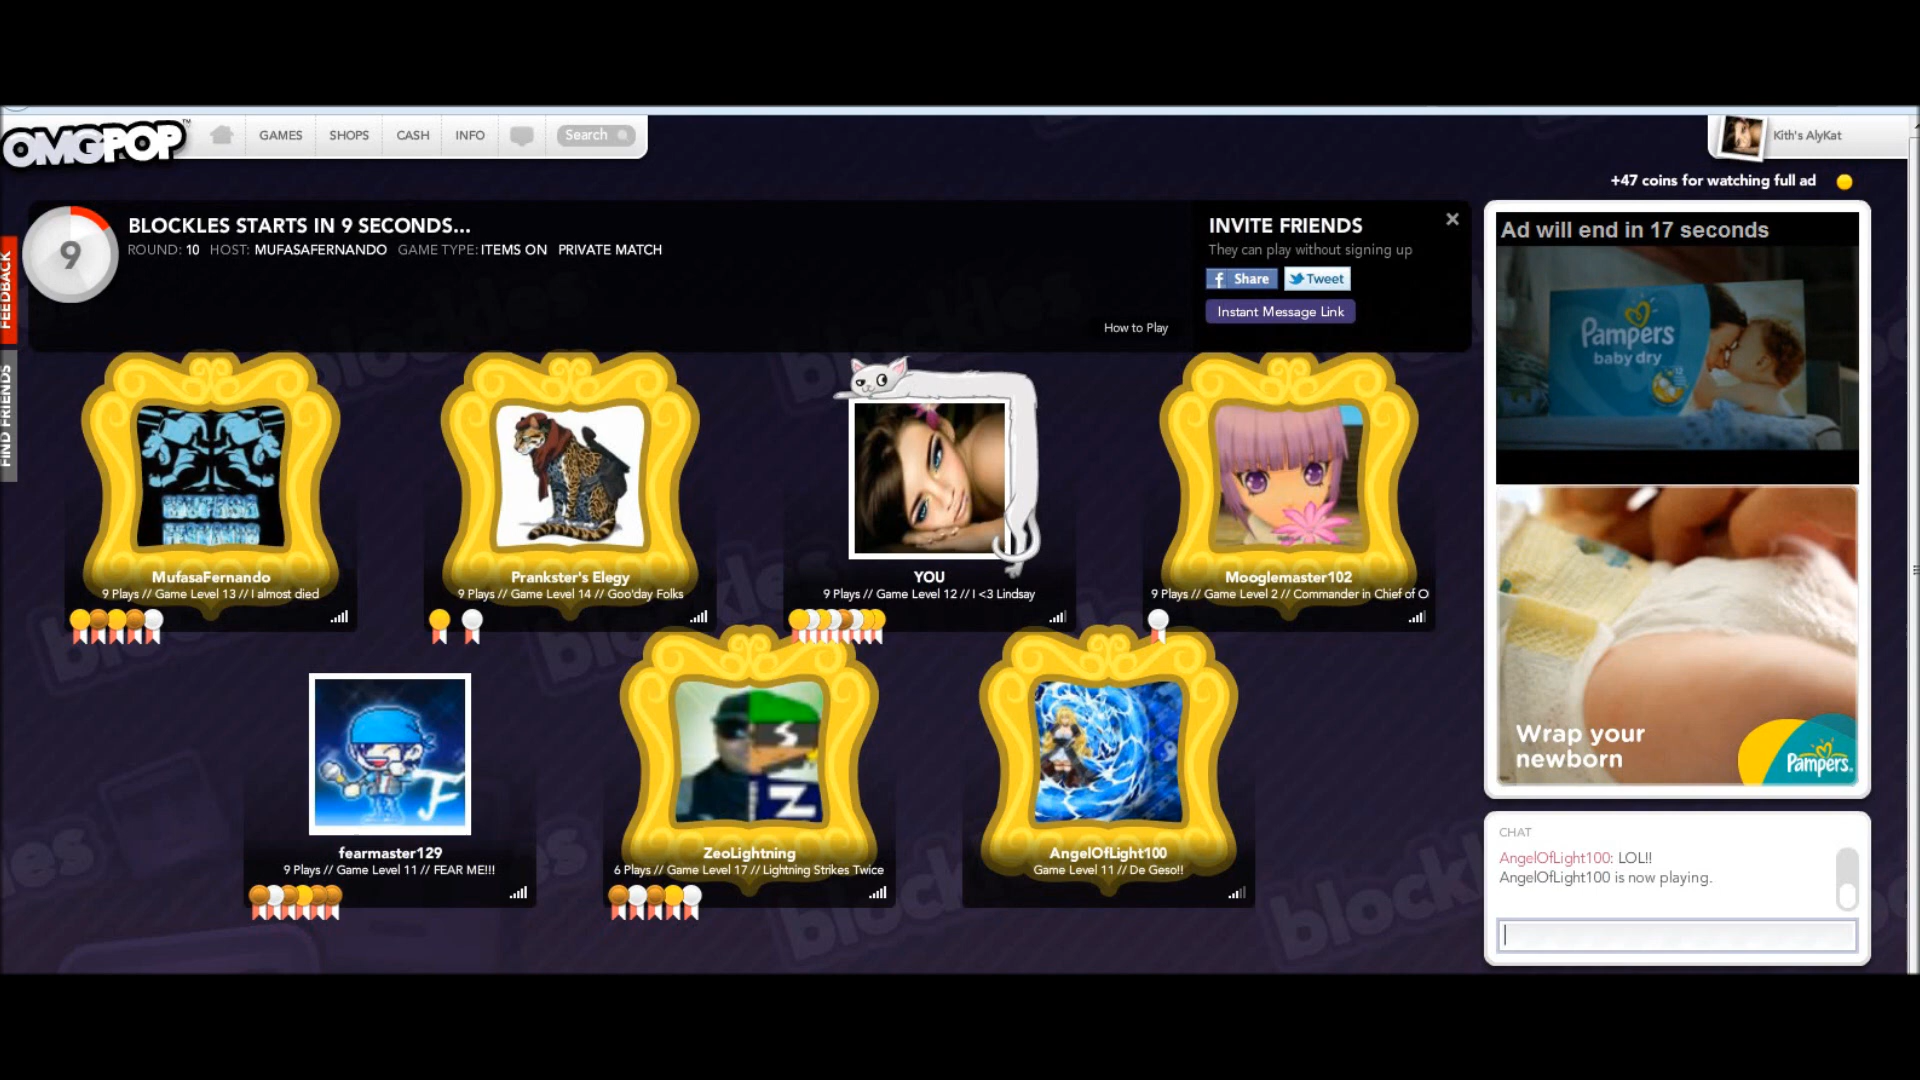 OMGPOP™
GAMES
SHOPS
CASH
INFO
Search
Kith's AlyKat
+47 coins for watching full ad
FEEDBACK
FIND FRIENDS
9
BLOCKLES STARTS IN 9 SECONDS...
ROUND: 10 HOST: MUFASAFERNANDO GAME TYPE: ITEMS ON PRIVATE MATCH
How to Play
INVITE FRIENDS
They can play without signing up
f Share
Tweet
Instant Message Link
Ad will end in 17 seconds
Pampers
baby dry
Wrap your
newborn
Pampers.
MufasaFernando
9 Plays // Game Level 13 // I almost died
Prankster's Elegy
9 Plays // Game Level 14 // Goo'day Folks
YOU
9 Plays // Game Level 12 // I <3 Lindsay
Mooglemaster102
9 Plays // Game Level 2 // Commander in Chief of O
fearmaster129
9 Plays // Game Level 11 // FEAR ME!!!
S
Z
ZeoLightning
6 Plays // Game Level 17 // Lightning Strikes Twice
AngelOfLight100
Game Level 11 // De Geso!!
CHAT
AngelOfLight100: LOL!!
AngelOfLight100 is now playing.
blockles